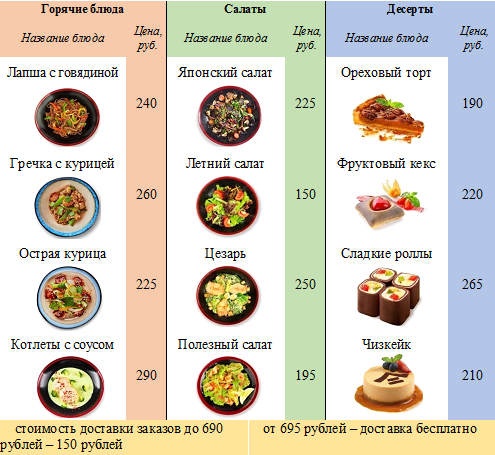 Горячие блюда Салаты Десерты
Название блюда Цена, руб. Название блюда Цена, руб. Название блюда Цена, руб.
Лапша с говядиной 240 Японский салат 225 Ореховый торт 190
Гречка с курицей 260 Летний салат 150 Фруктовый кекс 220
Острая курица 225 Цезарь 250 Сладкие роллы 265
Котлеты с соусом 290 Полезный салат 195 Чизкейк 210
стоимость доставки заказов до 690 от 695 рублей – доставка бесплатно
рублей – 150 рублей